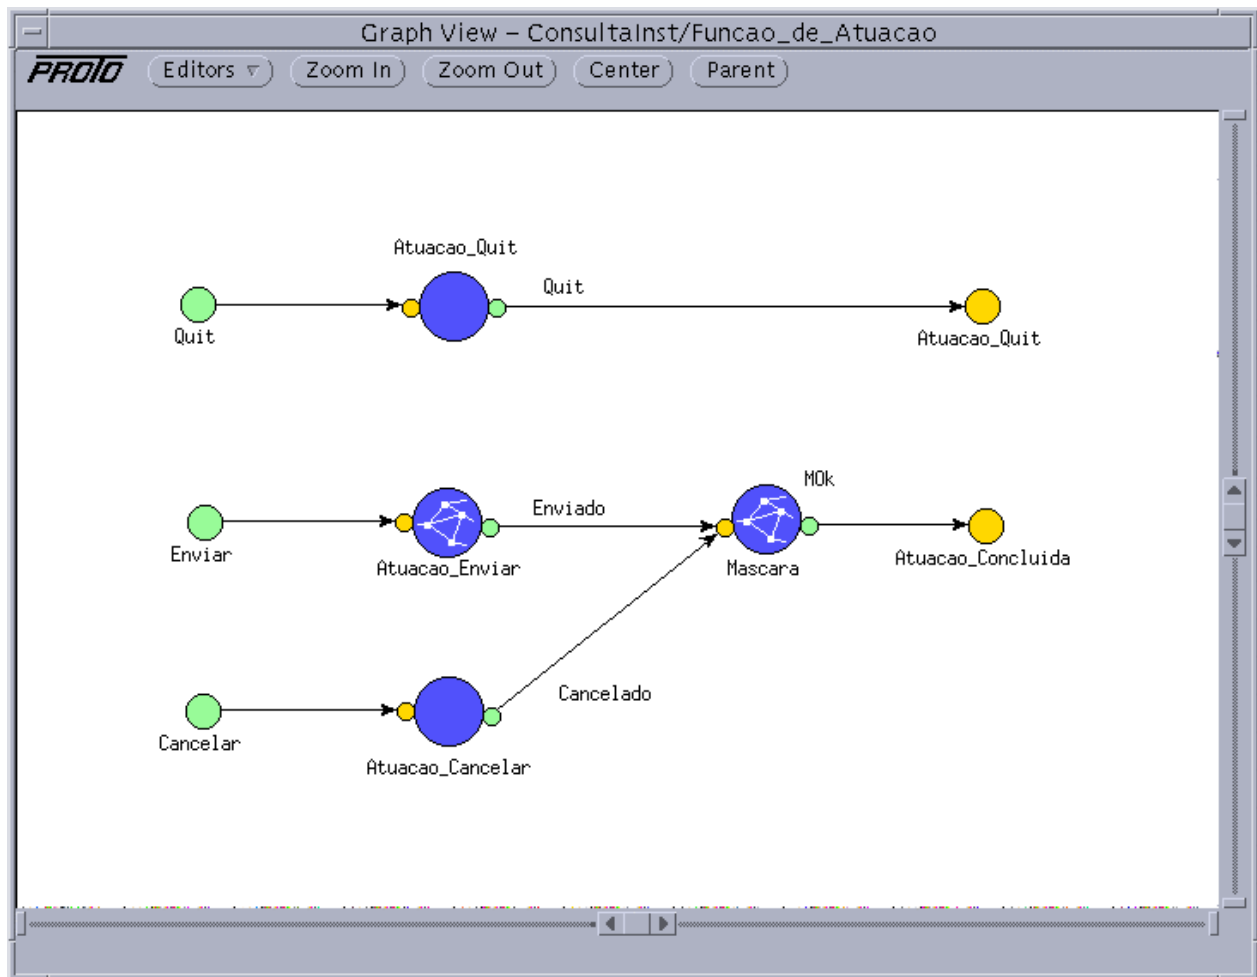 Graph View – ConsultaInst/Funcao_de_Atuacao
PROTO Editors Zoom In Zoom Out Center Parent
Atuacao_Quit
Quit
Quit
Atuacao_Quit
MOk
Enviado
Enviar
Atuacao_Enviar
Mascara
Atuacao_Concluida
Cancelado
Cancelar
Atuacao_Cancelar